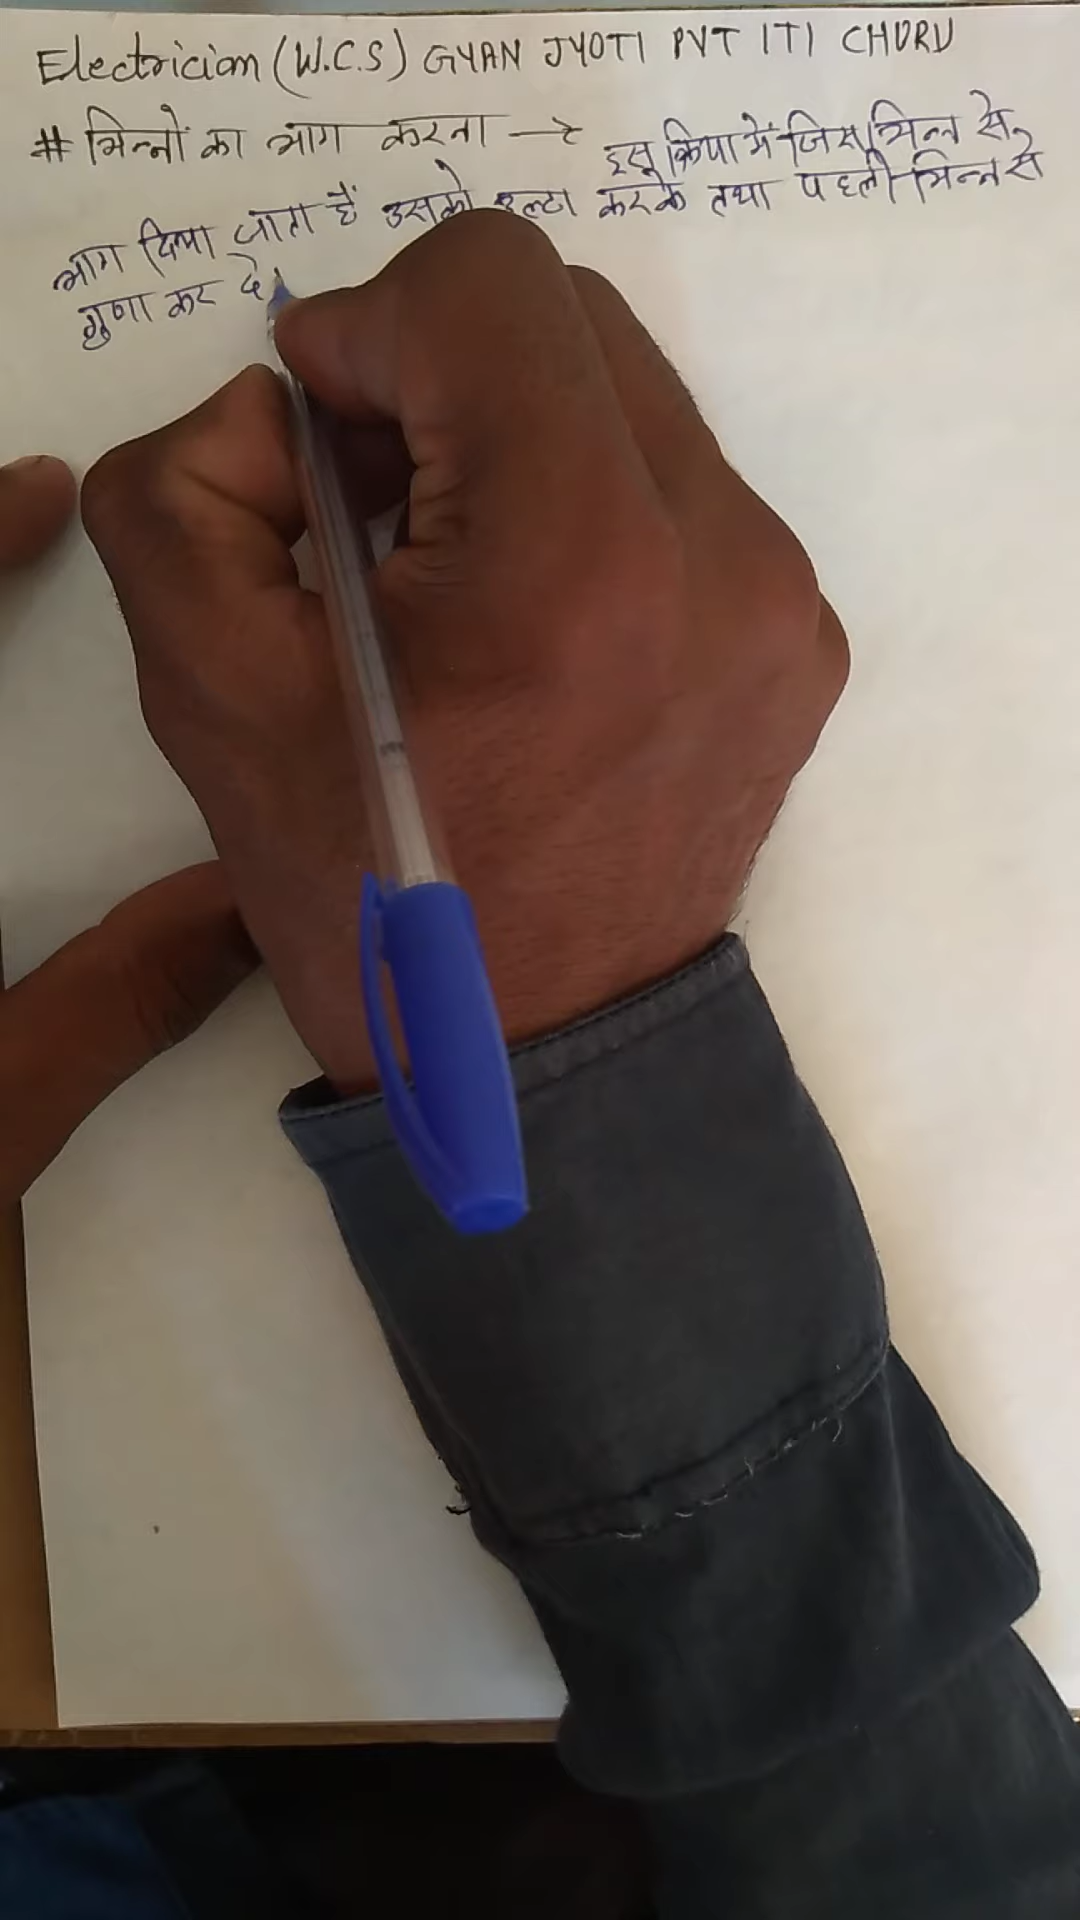 Electrician (W.C.S) GYAN JYOTI PVT ITI CHURU
# भिन्नों का भाग करना → इस क्रिया में जिस भिन्न से
भाग दिया जाता हैं उसको उल्टा करके तथा पहली भिन्न से
गुणा कर दे